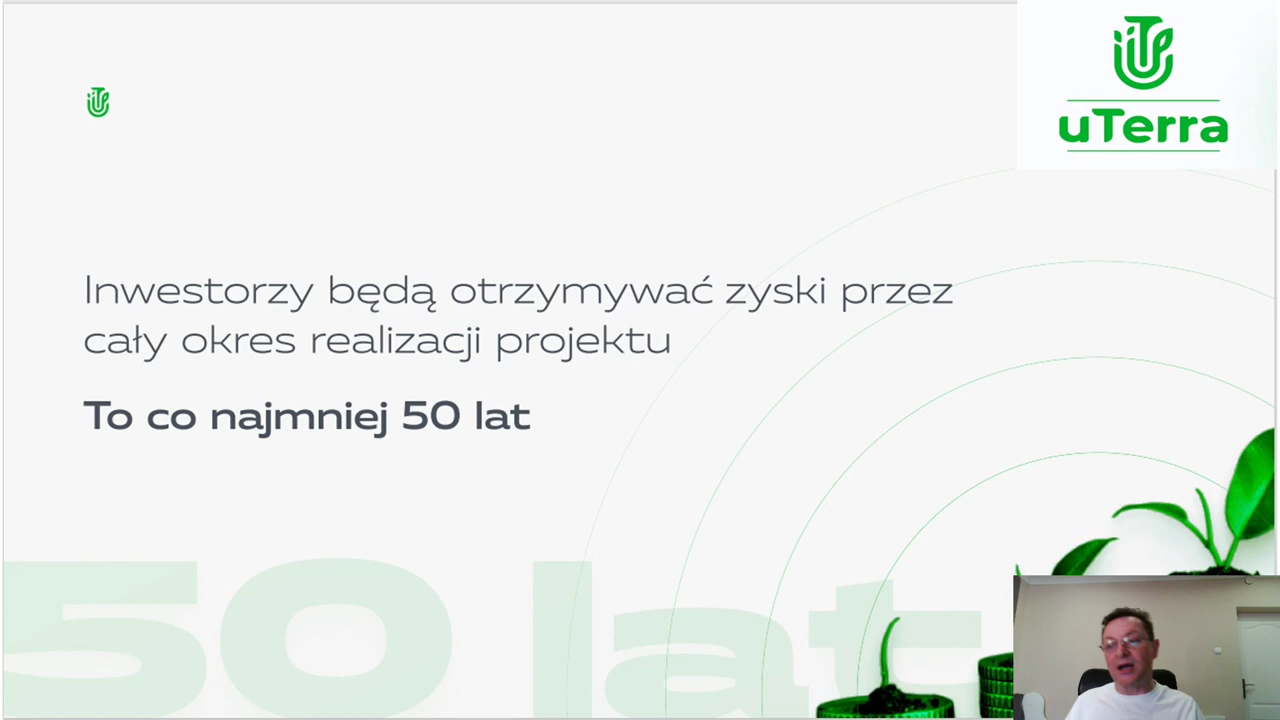 uTerra
Inwestorzy będą otrzymywać zyski przez
cały okres realizacji projektu
To co najmniej 50 lat
50 lat